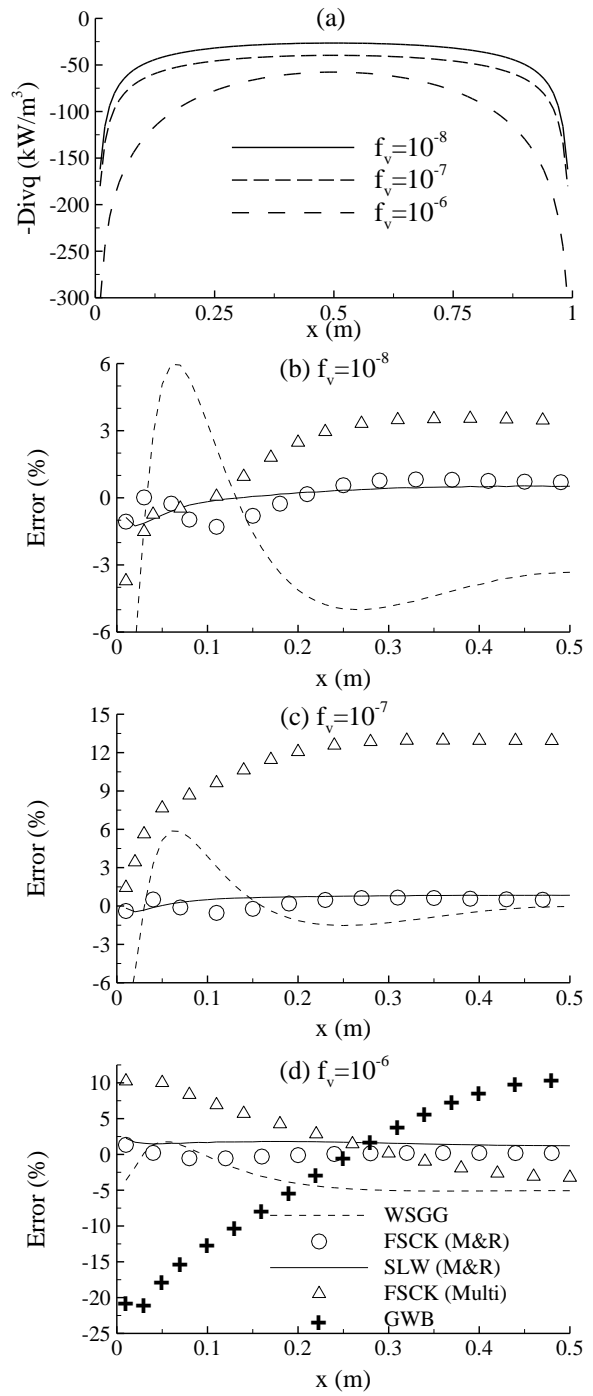 (a)
0
-50
-100
-150
-200
-250
-300
-Divq (kW/m³)
f_v=10⁻⁸
f_v=10⁻⁷
f_v=10⁻⁶
0 0.25 0.5 0.75 1
x (m)
(b) f_v=10⁻⁸
6
3
0
-3
-6
Error (%)
0 0.1 0.2 0.3 0.4 0.5
x (m)
(c) f_v=10⁻⁷
15
12
9
6
3
0
-3
-6
Error (%)
0 0.1 0.2 0.3 0.4 0.5
x (m)
(d) f_v=10⁻⁶
10
5
0
-5
-10
-15
-20
-25
Error (%)
WSGG
FSCK (M&R)
SLW (M&R)
FSCK (Multi)
GWB
0 0.1 0.2 0.3 0.4 0.5
x (m)